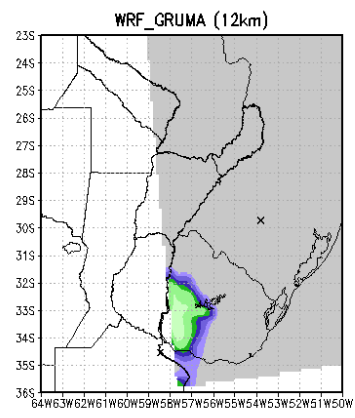 WRF_GRUMA (12km)
23S
24S
25S
26S
27S
28S
29S
30S
31S
32S
33S
34S
35S
36S
64W63W62W61W60W59W58W57W56W55W54W53W52W51W50W